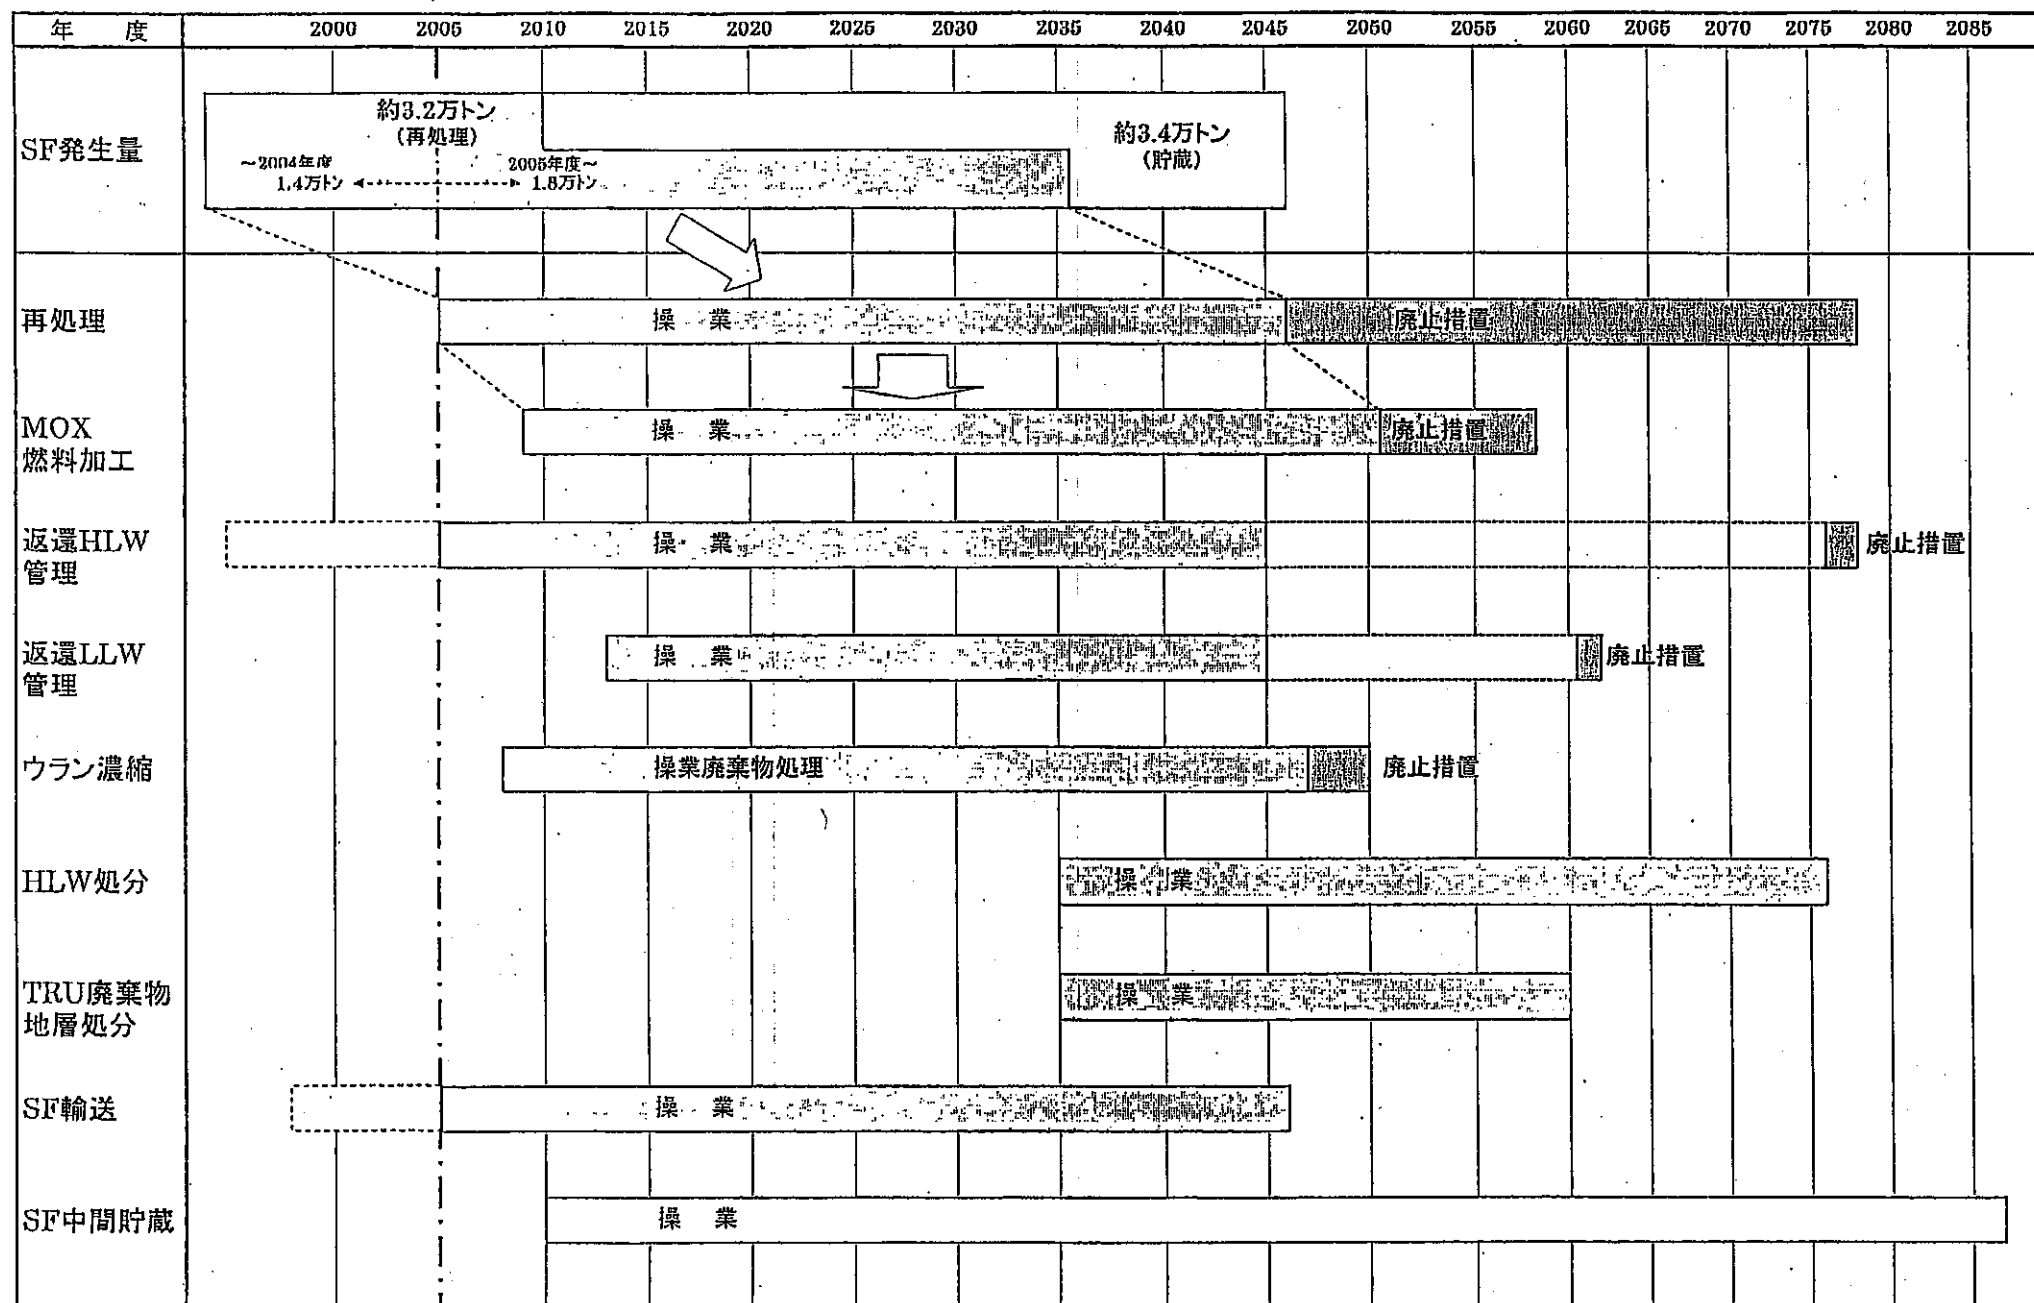 年 度 2000 2005 2010 2015 2020 2025 2030 2035 2040 2045 2050 2055 2060 2065 2070 2075 2080 2085
SF発生量
約3.2万トン
(再処理)
～2004年度
1.4万トン
2005年度～
1.8万トン
約3.4万トン
(貯蔵)
再処理
操 業
廃止措置
MOX
燃料加工
操 業
廃止措置
返還HLW
管理
操 業
廃止措置
返還LLW
管理
操 業
廃止措置
ウラン濃縮
操業廃棄物処理
廃止措置
HLW処分
操 業
TRU廃棄物
地層処分
操 業
SF輸送
操 業
SF中間貯蔵
操 業